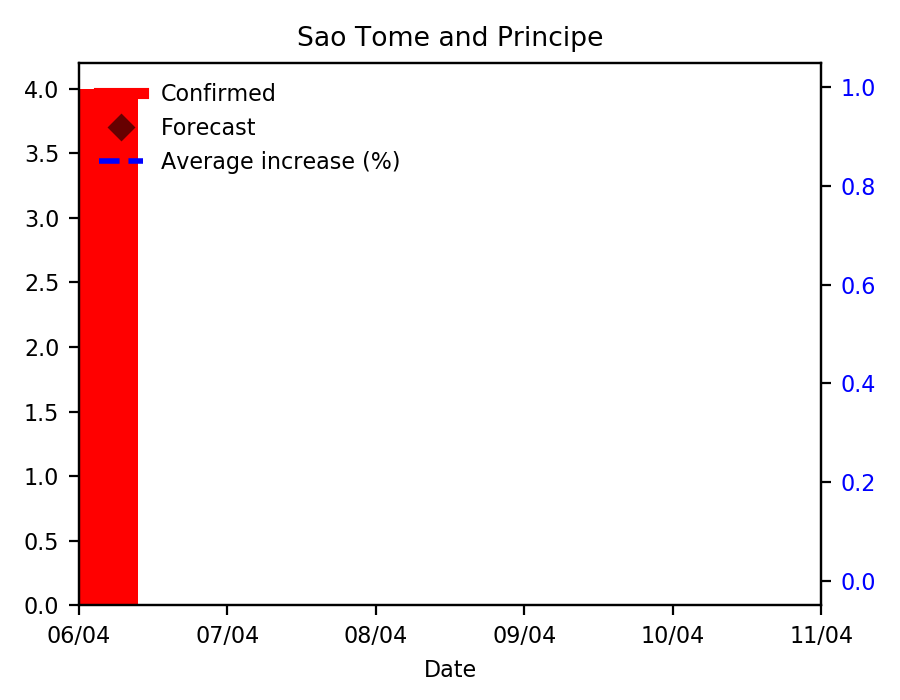 Sao Tome and Principe
Confirmed
Forecast
Average increase (%)
4.0
3.5
3.0
2.5
2.0
1.5
1.0
0.5
0.0
1.0
0.8
0.6
0.4
0.2
0.0
06/04 07/04 08/04 09/04 10/04 11/04
Date